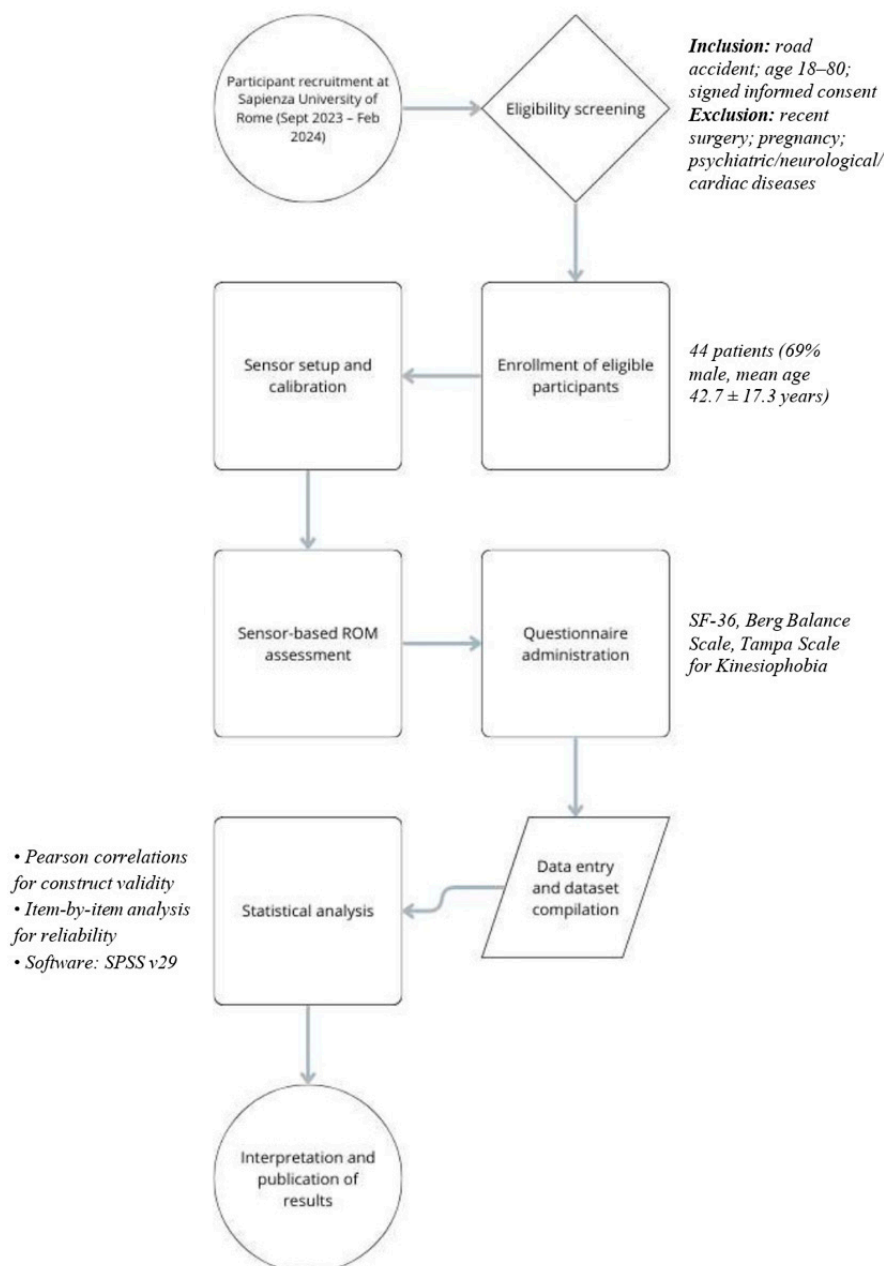 Participant recruitment at
Sapienza University of
Rome (Sept 2023 – Feb
2024)
Eligibility screening
Inclusion: road
accident; age 18–80;
signed informed consent
Exclusion: recent
surgery; pregnancy;
psychiatric/neurological/
cardiac diseases
Enrollment of eligible
participants
44 patients (69%
male, mean age
42.7 ± 17.3 years)
Sensor setup and
calibration
Sensor-based ROM
assessment
Questionnaire
administration
SF-36, Berg Balance
Scale, Tampa Scale
for Kinesiophobia
Data entry
and dataset
compilation
Statistical analysis
• Pearson correlations
for construct validity
• Item-by-item analysis
for reliability
• Software: SPSS v29
Interpretation and
publication of
results